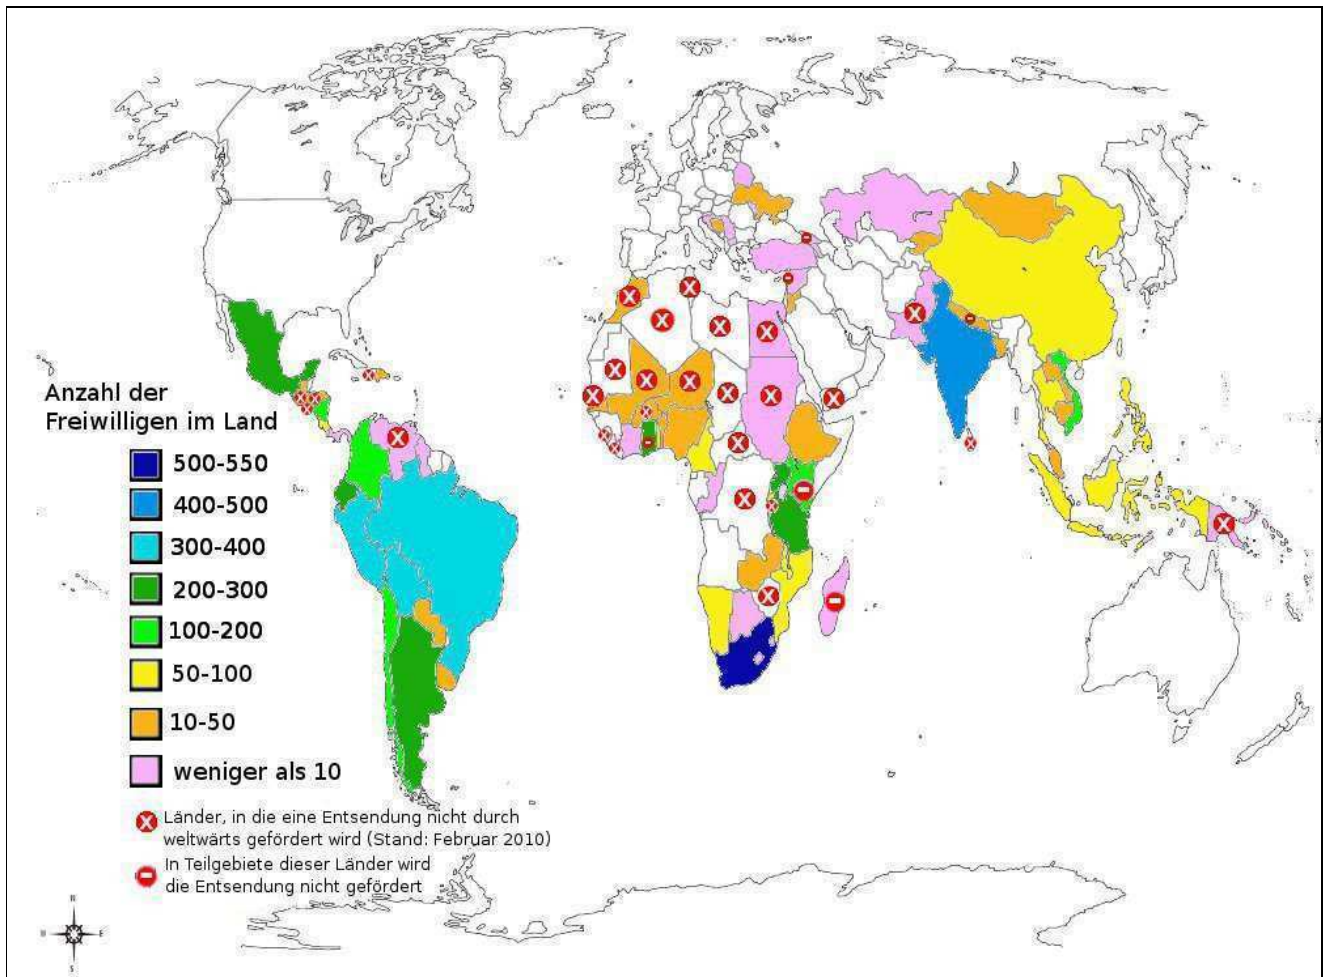 Anzahl der
Freiwilligen im Land
500-550
400-500
300-400
200-300
100-200
50-100
10-50
weniger als 10
Länder, in die eine Entsendung nicht durch
weltwärts gefördert wird (Stand: Februar 2010)
In Teilgebiete dieser Länder wird
die Entsendung nicht gefördert
N
E
S